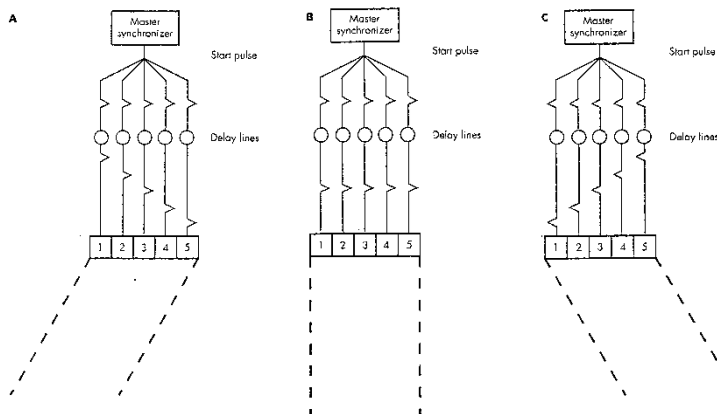 A
Master
synchronizer
Start pulse
Delay lines
1 2 3 4 5
B
Master
synchronizer
Start pulse
Delay lines
1 2 3 4 5
C
Master
synchronizer
Start pulse
Delay lines
1 2 3 4 5